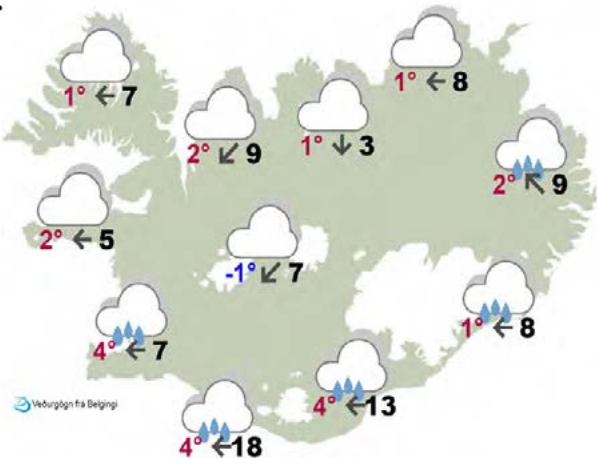 1° ← 8
1° ← 7
2° ↙ 9
1° ↓ 3
2° ↖ 9
2° ← 5
-1° ↙ 7
1° ← 8
4° ← 7
4° ← 13
Veðurgögn frá Belgingi
4° ← 18